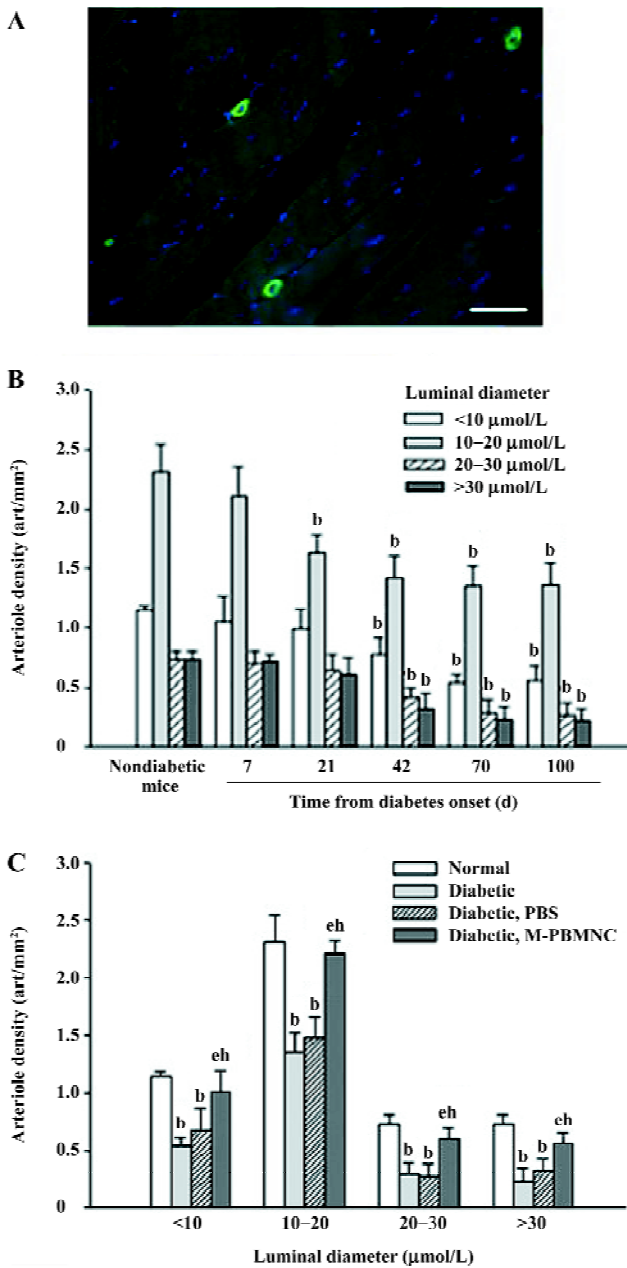 A
B
3.0
2.5
2.0
1.5
1.0
0.5
0
Arteriole density (art/mm²)
Luminal diameter
<10 μmol/L
10−20 μmol/L
20−30 μmol/L
>30 μmol/L
b
b b b b
b b b b
b b b b
b b b b
Nondiabetic mice
7 21 42 70 100
Time from diabetes onset (d)
C
3.0
2.5
2.0
1.5
1.0
0.5
0
Arteriole density (art/mm²)
Normal
Diabetic
Diabetic, PBS
Diabetic, M-PBMNC
b b eh
b b eh
b b eh
b b eh
<10 10−20 20−30 >30
Luminal diameter (μmol/L)